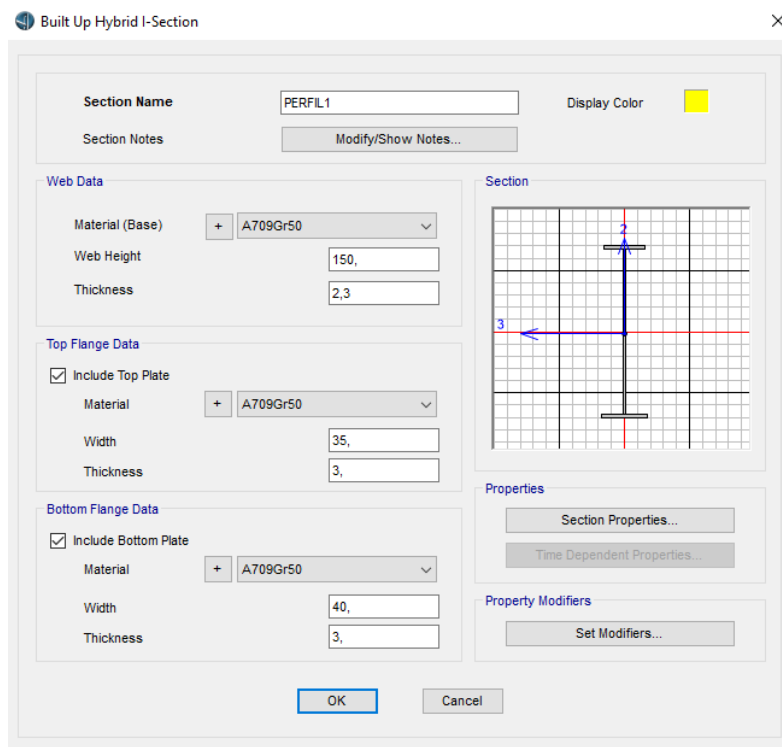 Built Up Hybrid I-Section
Section Name
PERFIL1
Display Color
Section Notes
Modify/Show Notes...
Web Data
Material (Base)
+
A709Gr50
Web Height
150,
Thickness
2,3
Top Flange Data
Include Top Plate
Material
+
A709Gr50
Width
35,
Thickness
3,
Bottom Flange Data
Include Bottom Plate
Material
+
A709Gr50
Width
40,
Thickness
3,
Section
2
3
Properties
Section Properties...
Time Dependent Properties...
Property Modifiers
Set Modifiers...
OK
Cancel